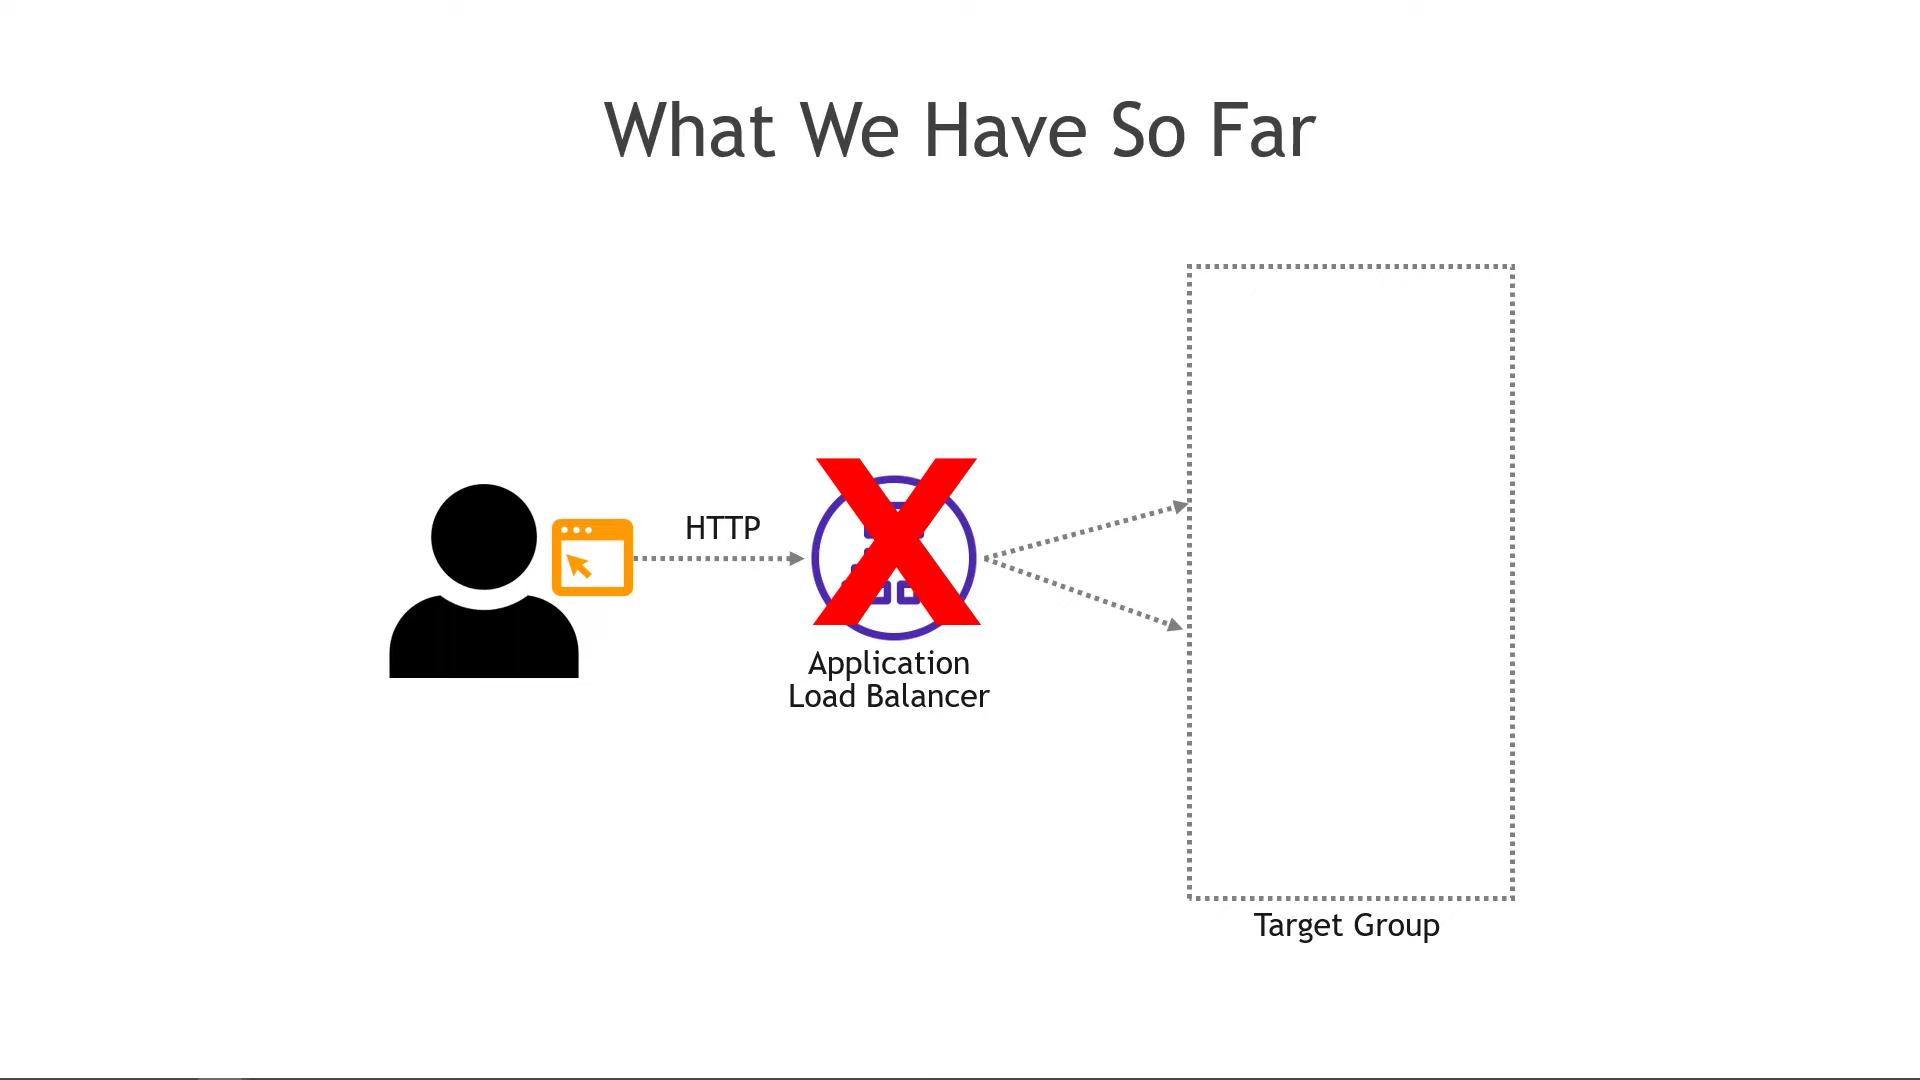 What We Have So Far
HTTP
Application
Load Balancer
Target Group